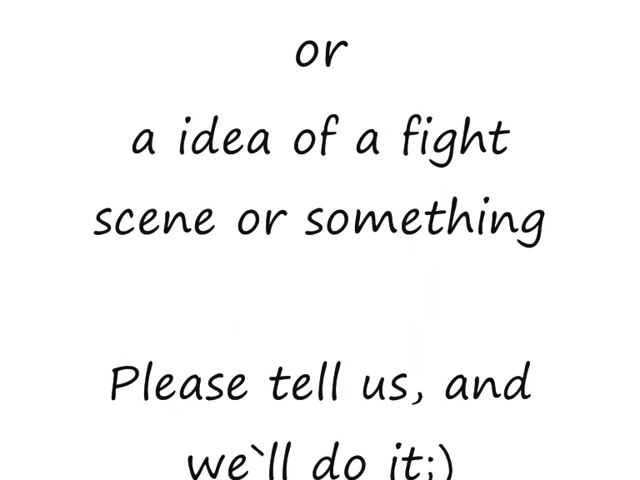 or
a idea of a fight
scene or something
Please tell us, and
we`ll do it;)